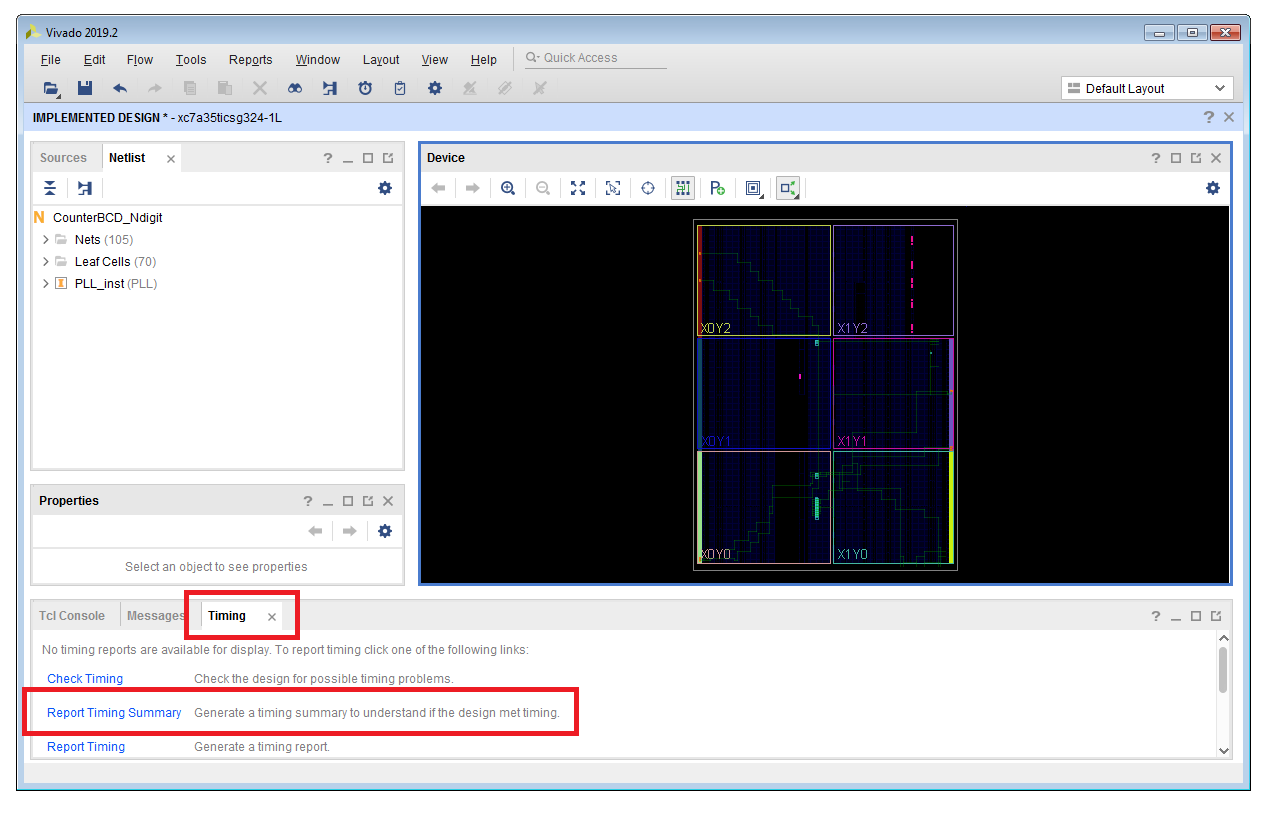 Vivado 2019.2
File Edit Flow Tools Reports Window Layout View Help Q- Quick Access
Default Layout
IMPLEMENTED DESIGN * - xc7a35ticsg324-1L
Sources Netlist
CounterBCD_Ndigit
Nets (105)
Leaf Cells (70)
PLL_inst (PLL)
Device
X0Y2 X1Y2
X0Y1 X1Y1
X0Y0 X1Y0
Properties
Select an object to see properties
Tcl Console Messages Timing
No timing reports are available for display. To report timing click one of the following links:
Check Timing Check the design for possible timing problems.
Report Timing Summary Generate a timing summary to understand if the design met timing.
Report Timing Generate a timing report.